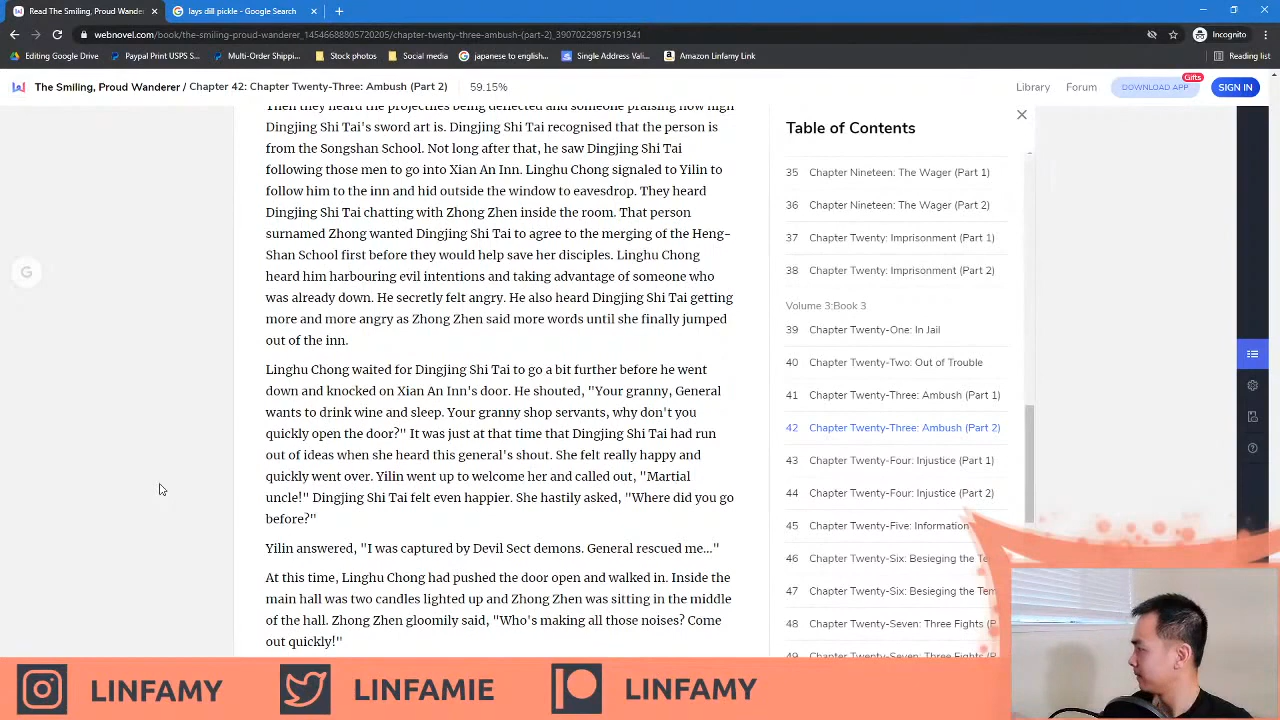 Read The Smiling, Proud Wander
lays dill pickle - Google Search
webnovel.com/book/the-smiling-proud-wanderer_14546688805720205/chapter-twenty-three-ambush-(part-2)_39070229875191341
Incognito
Editing Google Drive
Paypal Print USPS S...
Multi-Order Shippi...
Stock photos
Social media
japanese to english...
Single Address Vali...
Amazon Linfamy Link
Reading list
The Smiling, Proud Wanderer / Chapter 42: Chapter Twenty-Three: Ambush (Part 2)
59.15%
Library
Forum
DOWNLOAD APP
Gifts
SIGN IN
Then they heard the projectiles being deflected and someone praising how high
Dingjing Shi Tai's sword art is. Dingjing Shi Tai recognised that the person is
from the Songshan School. Not long after that, he saw Dingjing Shi Tai
following those men to go into Xian An Inn. Linghu Chong signaled to Yilin to
follow him to the inn and hid outside the window to eavesdrop. They heard
Dingjing Shi Tai chatting with Zhong Zhen inside the room. That person
surnamed Zhong wanted Dingjing Shi Tai to agree to the merging of the Heng-
Shan School first before they would help save her disciples. Linghu Chong
heard him harbouring evil intentions and taking advantage of someone who
was already down. He secretly felt angry. He also heard Dingjing Shi Tai getting
more and more angry as Zhong Zhen said more words until she finally jumped
out of the inn.
Linghu Chong waited for Dingjing Shi Tai to go a bit further before he went
down and knocked on Xian An Inn's door. He shouted, "Your granny, General
wants to drink wine and sleep. Your granny shop servants, why don't you
quickly open the door?" It was just at that time that Dingjing Shi Tai had run
out of ideas when she heard this general's shout. She felt really happy and
quickly went over. Yilin went up to welcome her and called out, "Martial
uncle!" Dingjing Shi Tai felt even happier. She hastily asked, "Where did you go
before?"
Yilin answered, "I was captured by Devil Sect demons. General rescued me..."
At this time, Linghu Chong had pushed the door open and walked in. Inside the
main hall was two candles lighted up and Zhong Zhen was sitting in the middle
of the hall. Zhong Zhen gloomily said, "Who's making all those noises? Come
out quickly!"
Table of Contents
35 Chapter Nineteen: The Wager (Part 1)
36 Chapter Nineteen: The Wager (Part 2)
37 Chapter Twenty: Imprisonment (Part 1)
38 Chapter Twenty: Imprisonment (Part 2)
Volume 3:Book 3
39 Chapter Twenty-One: In Jail
40 Chapter Twenty-Two: Out of Trouble
41 Chapter Twenty-Three: Ambush (Part 1)
42 Chapter Twenty-Three: Ambush (Part 2)
43 Chapter Twenty-Four: Injustice (Part 1)
44 Chapter Twenty-Four: Injustice (Part 2)
45 Chapter Twenty-Five: Information
46 Chapter Twenty-Six: Besieging the Te
47 Chapter Twenty-Six: Besieging the Tem
48 Chapter Twenty-Seven: Three Fights (P
49 Chapter Twenty-Seven: Three Fights (P
LINFAMY
LINFAMIE
LINFAMY